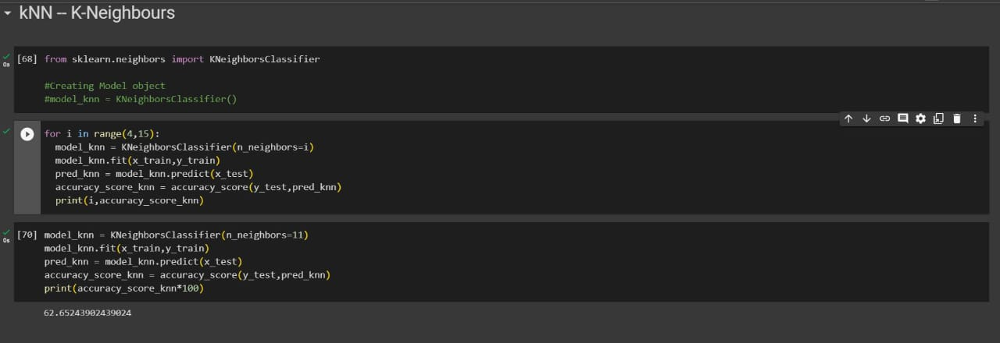 kNN -- K-Neighbours
0s
[68] from sklearn.neighbors import KNeighborsClassifier
#Creating Model object
#model_knn = KNeighborsClassifier()
for i in range(4,15):
model_knn = KNeighborsClassifier(n_neighbors=i)
model_knn.fit(x_train,y_train)
pred_knn = model_knn.predict(x_test)
accuracy_score_knn = accuracy_score(y_test,pred_knn)
print(i,accuracy_score_knn)
0s
[70] model_knn = KNeighborsClassifier(n_neighbors=11)
model_knn.fit(x_train,y_train)
pred_knn = model_knn.predict(x_test)
accuracy_score_knn = accuracy_score(y_test,pred_knn)
print(accuracy_score_knn*100)
62.65243902439024